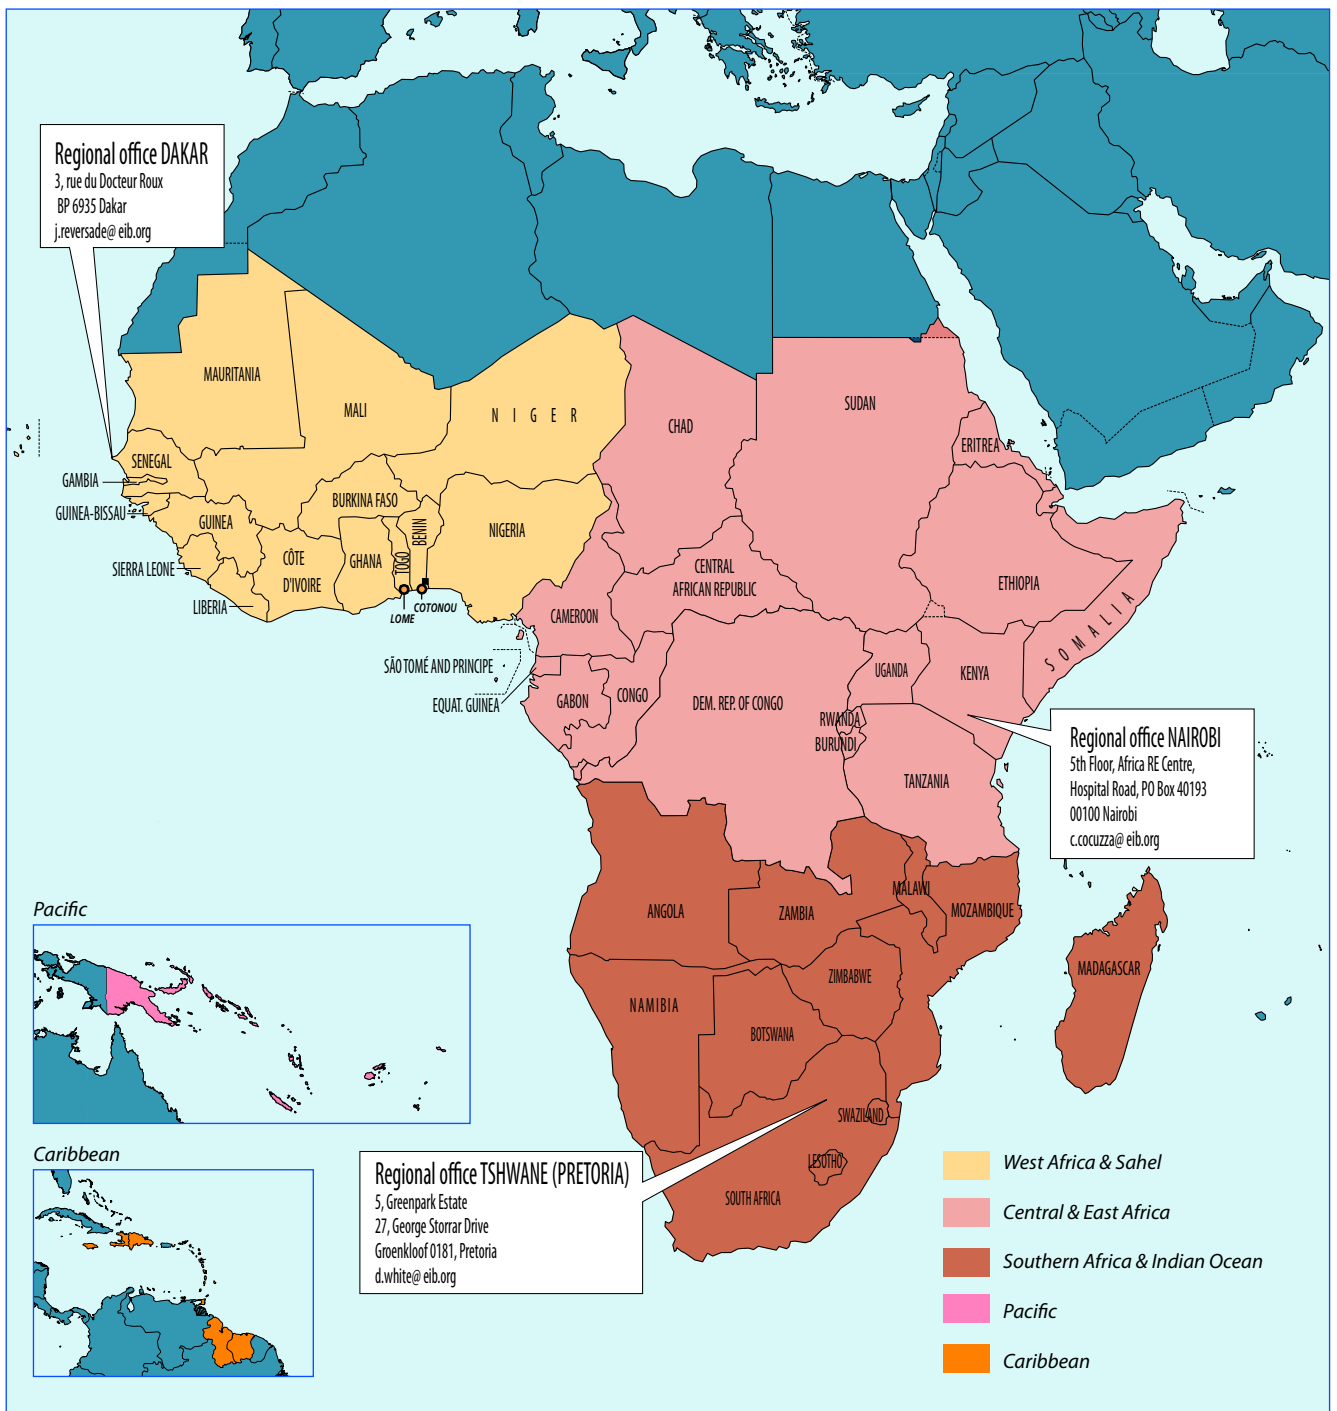 Regional office DAKAR
3, rue du Docteur Roux
BP 6935 Dakar
j.reversade@ eib.org
MAURITANIA
MALI
NIGER
CHAD
SUDAN
ERITREA
SENEGAL
GAMBIA
GUINEA-BISSAU
GUINEA
BURKINA FASO
BENIN
TOGO
GHANA
CÔTE
D'IVOIRE
NIGERIA
SIERRA LEONE
LIBERIA
LOME
COTONOU
CENTRAL
AFRICAN REPUBLIC
CAMEROON
ETHIOPIA
SOMALIA
SÃO TOMÉ AND PRINCIPE
EQUAT. GUINEA
GABON
CONGO
DEM. REP. OF CONGO
UGANDA
KENYA
RWANDA
BURUNDI
TANZANIA
Regional office NAIROBI
5th Floor, Africa RE Centre,
Hospital Road, PO Box 40193
00100 Nairobi
c.cocuzza@ eib.org
ANGOLA
ZAMBIA
MALAWI
MOZAMBIQUE
MADAGASCAR
ZIMBABWE
NAMIBIA
BOTSWANA
SWAZILAND
LESOTHO
SOUTH AFRICA
Pacific
Caribbean
Regional office TSHWANE (PRETORIA)
5, Greenpark Estate
27, George Storrar Drive
Groenkloof 0181, Pretoria
d.white@ eib.org
West Africa & Sahel
Central & East Africa
Southern Africa & Indian Ocean
Pacific
Caribbean